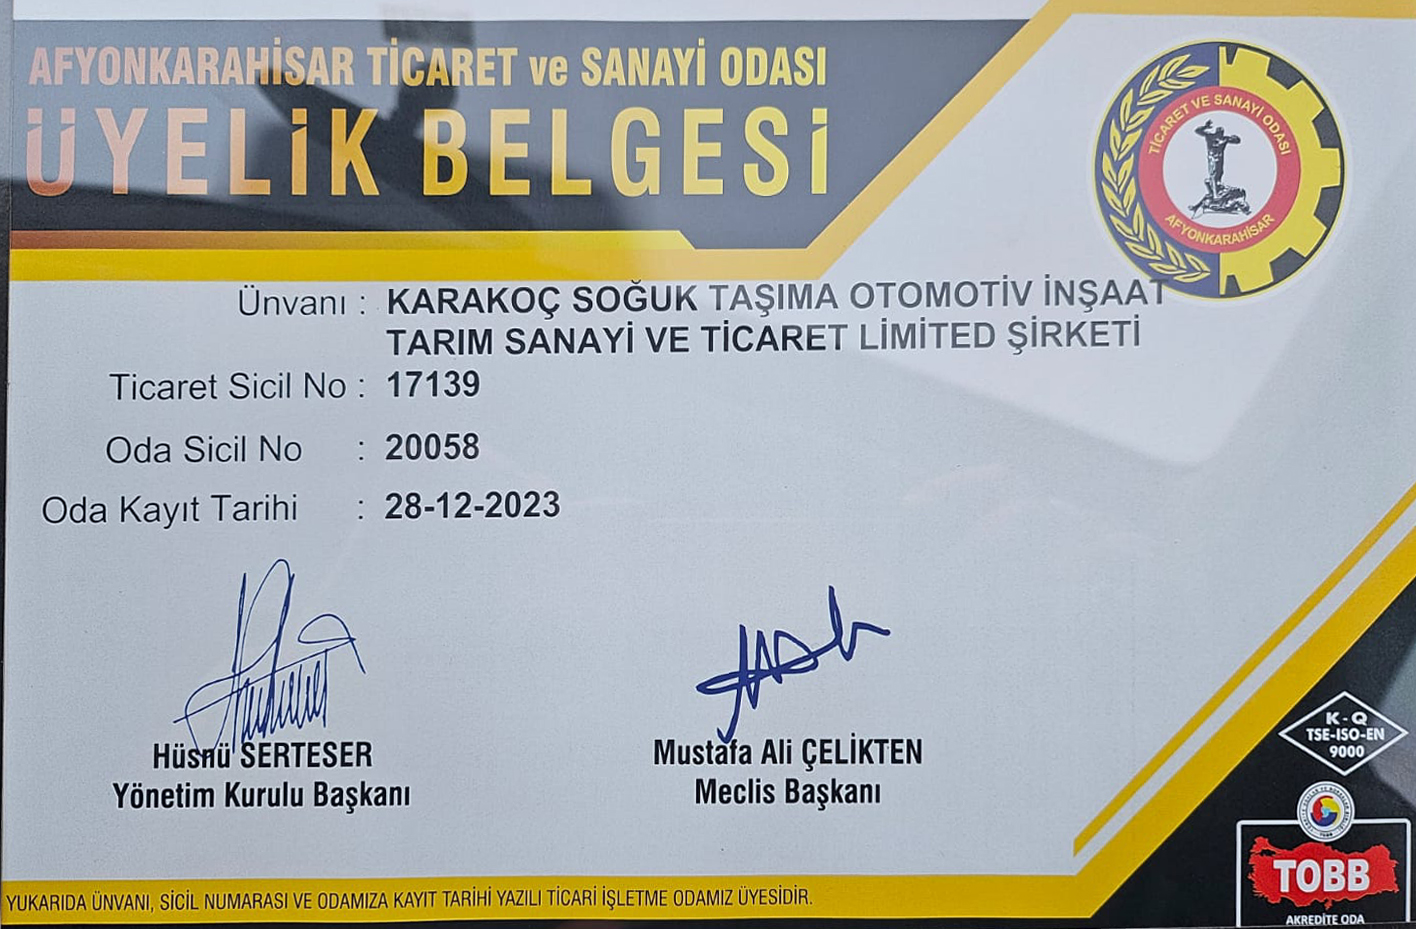 AFYONKARAHİSAR TİCARET ve SANAYİ ODASI
ÜYELİK BELGESİ
TİCARET VE SANAYİ ODASI
AFYONKARAHİSAR
Ünvanı : KARAKOÇ SOĞUK TAŞIMA OTOMOTİV İNŞAAT
TARIM SANAYİ VE TİCARET LİMİTED ŞİRKETİ
Ticaret Sicil No : 17139
Oda Sicil No : 20058
Oda Kayıt Tarihi : 28-12-2023
Hüsnü SERTESER
Yönetim Kurulu Başkanı
Mustafa Ali ÇELİKTEN
Meclis Başkanı
K-Q
TSE-ISO-EN
9000
TOBB
AKREDİTE ODA
YUKARIDA ÜNVANI, SİCİL NUMARASI VE ODAMIZA KAYIT TARİHİ YAZILI TİCARİ İŞLETME ODAMIZ ÜYESİDİR.